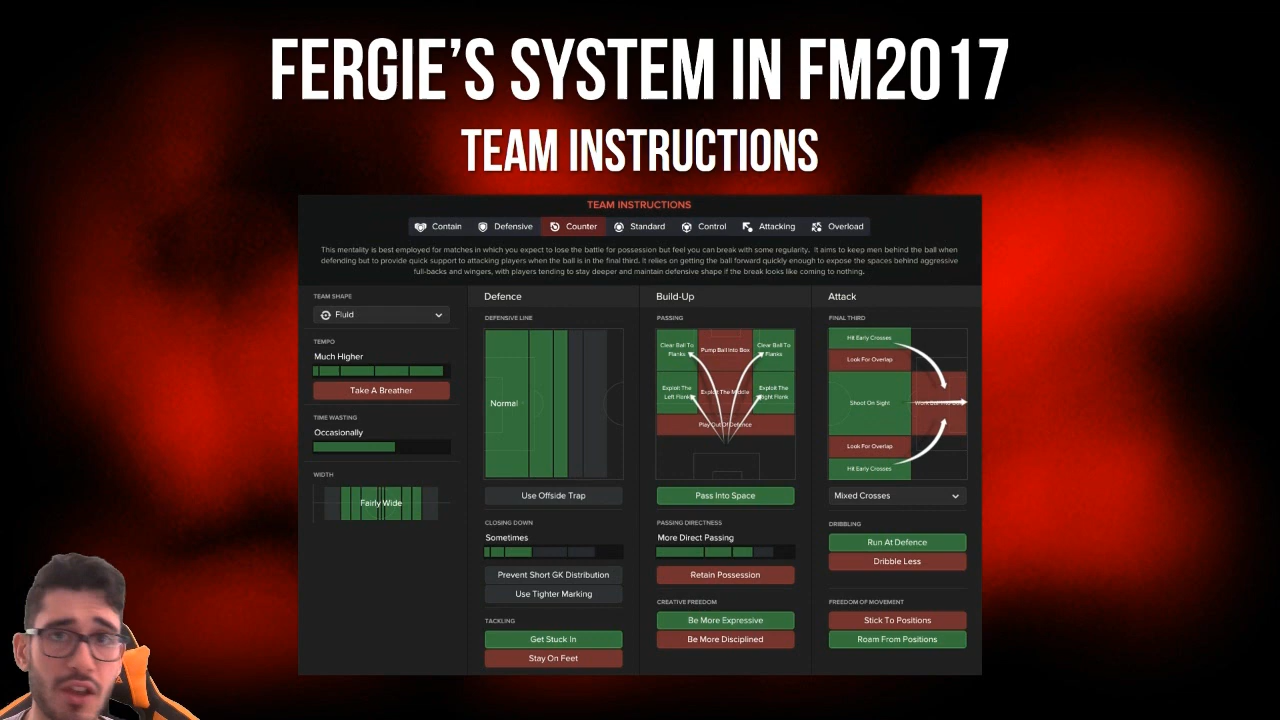 FERGIE'S SYSTEM IN FM2017
TEAM INSTRUCTIONS
TEAM INSTRUCTIONS
Contain
Defensive
Counter
Standard
Control
Attacking
Overload
This mentality is best employed for matches in which you expect to lose the battle for possession but feel you can break with some regularity. It aims to keep men behind the ball when
defending but to provide quick support to attacking players when the ball is in the final third. It relies on getting the ball forward quickly enough to expose the spaces behind aggressive
full-backs and wingers, with players tending to stay deeper and maintain defensive shape if the break looks like coming to nothing.
TEAM SHAPE
Fluid
TEMPO
Much Higher
Take A Breather
TIME WASTING
Occasionally
WIDTH
Fairly Wide
Defence
DEFENSIVE LINE
Normal
Use Offside Trap
CLOSING DOWN
Sometimes
Prevent Short GK Distribution
Use Tighter Marking
TACKLING
Get Stuck In
Stay On Feet
Build-Up
PASSING
Clear Ball To
Flanks
Pump Ball Into Box
Clear Ball To
Flanks
Exploit The
Left Flank
Exploit The Middle
Exploit The
Right Flank
Play Out Of Defence
Pass Into Space
PASSING DIRECTNESS
More Direct Passing
Retain Possession
CREATIVE FREEDOM
Be More Expressive
Be More Disciplined
Attack
FINAL THIRD
Hit Early Crosses
Look For Overlap
Shoot On Sight
Work Ball
Look For Overlap
Hit Early Crosses
Mixed Crosses
DRIBBLING
Run At Defence
Dribble Less
FREEDOM OF MOVEMENT
Stick To Positions
Roam From Positions